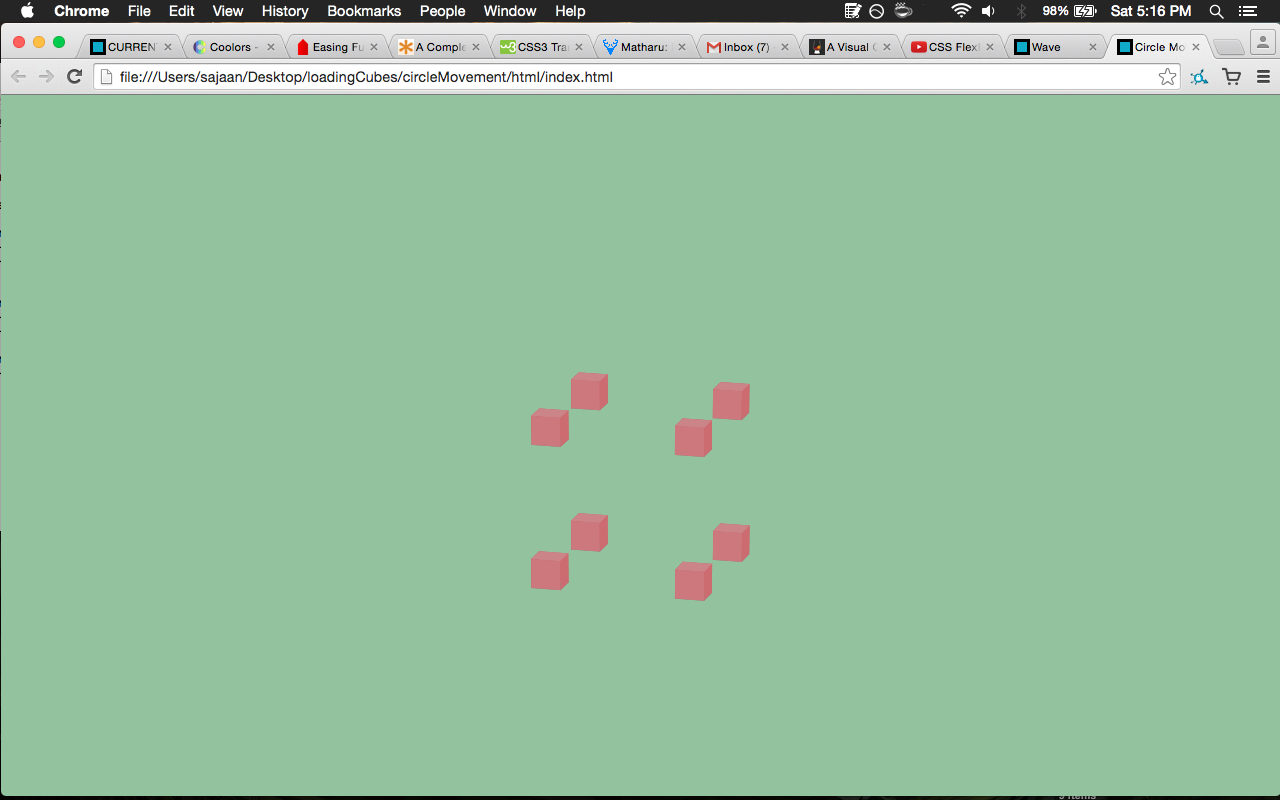 Chrome File Edit View History Bookmarks People Window Help 98% Sat 5:16 PM
CURREN Coolors - Easing Fu A Comple CSS3 Tra Matharu: Inbox (7) A Visual CSS Flexi Wave Circle Mo
file:///Users/sajaan/Desktop/loadingCubes/circleMovement/html/index.html